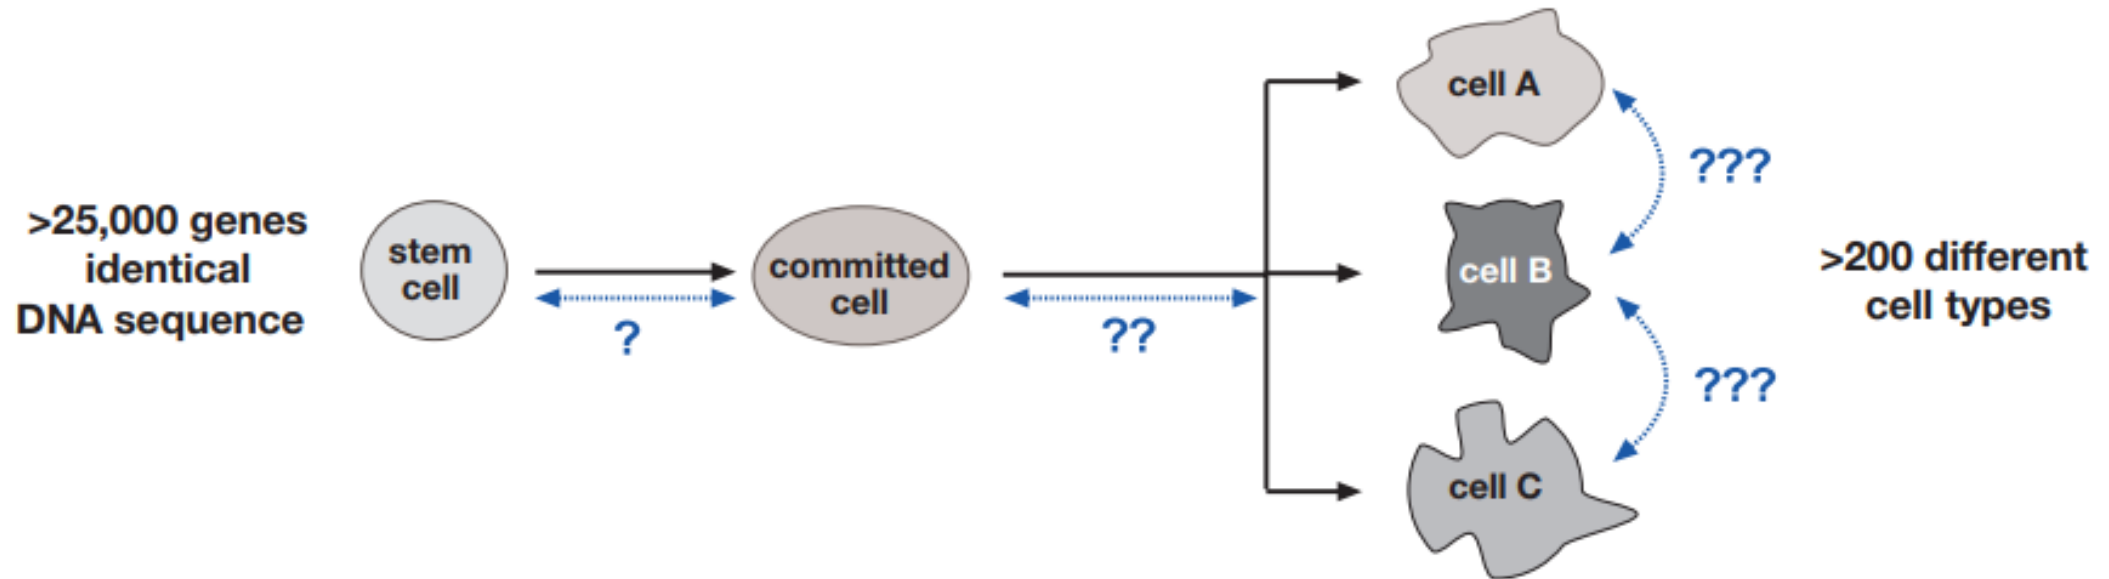 >25,000 genes
identical
DNA sequence
stem
cell
?
committed
cell
??
cell A
cell B
cell C
???
???
>200 different
cell types